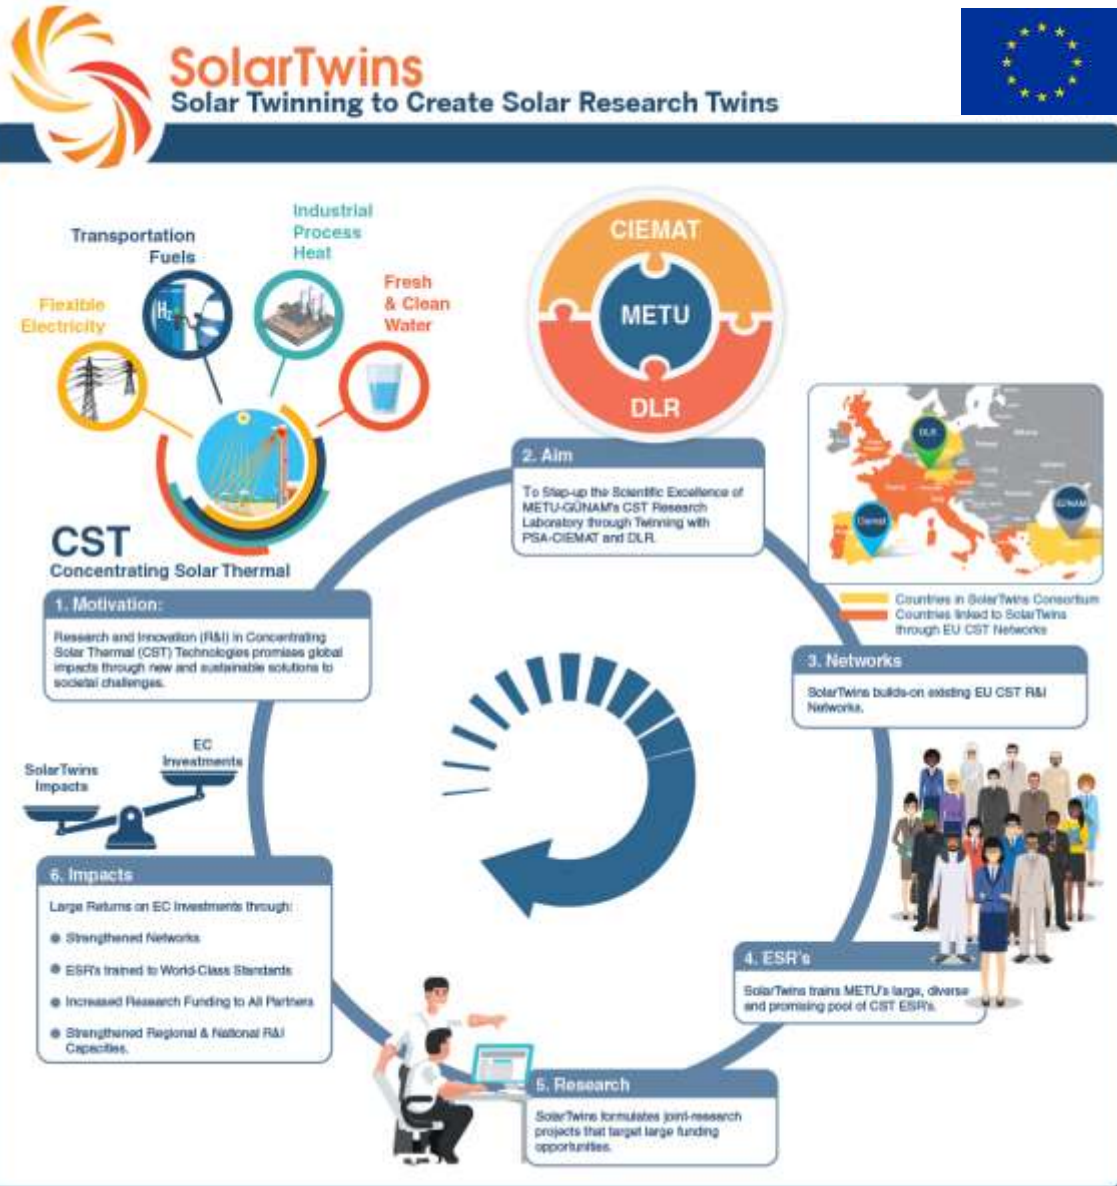 SolarTwins
Solar Twinning to Create Solar Research Twins
Transportation
Fuels
Industrial
Process
Heat
Flexible
Electricity
Fresh
& Clean
Water
H2
CST
Concentrating Solar Thermal
1. Motivation:
Research and Innovation (R&I) in Concentrating
Solar Thermal (CST) Technologies promises global
impacts through new and sustainable solutions to
societal challenges.
CIEMAT
METU
DLR
2. Aim
To Step-up the Scientific Excellence of
METU-GÜNAM's CST Research
Laboratory through Twinning with
PSA-CIEMAT and DLR.
DLR
Ciemat
GÜNAM
Countries in SolarTwins Consortium
Countries linked to SolarTwins
through EU CST Networks
3. Networks
SolarTwins builds-on existing EU CST R&I
Networks.
4. ESR's
SolarTwins trains METU's large, diverse
and promising pool of CST ESR's.
5. Research
SolarTwins formulates joint-research
projects that target large funding
opportunities.
SolarTwins
Impacts
EC
Investments
6. Impacts
Large Returns on EC Investments through:
Strengthened Networks
ESR's trained to World-Class Standards
Increased Research Funding to All Partners
Strengthened Regional & National R&I
Capacities.